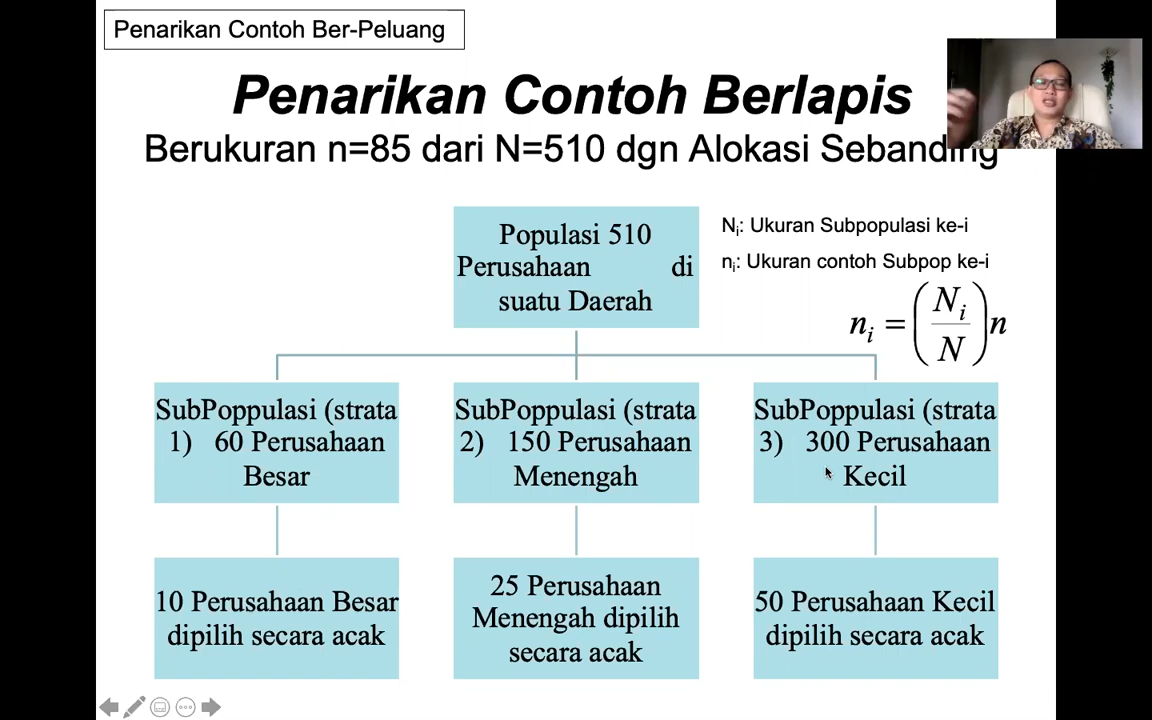 Penarikan Contoh Ber-Peluang
Penarikan Contoh Berlapis
Berukuran n=85 dari N=510 dgn Alokasi Sebanding
Populasi 510
Perusahaan di
suatu Daerah
Nᵢ: Ukuran Subpopulasi ke-i
nᵢ: Ukuran contoh Subpop ke-i
nᵢ = (Nᵢ / N) n
SubPoppulasi (strata
1) 60 Perusahaan
Besar
SubPoppulasi (strata
2) 150 Perusahaan
Menengah
SubPoppulasi (strata
3) 300 Perusahaan
Kecil
10 Perusahaan Besar
dipilih secara acak
25 Perusahaan
Menengah dipilih
secara acak
50 Perusahaan Kecil
dipilih secara acak